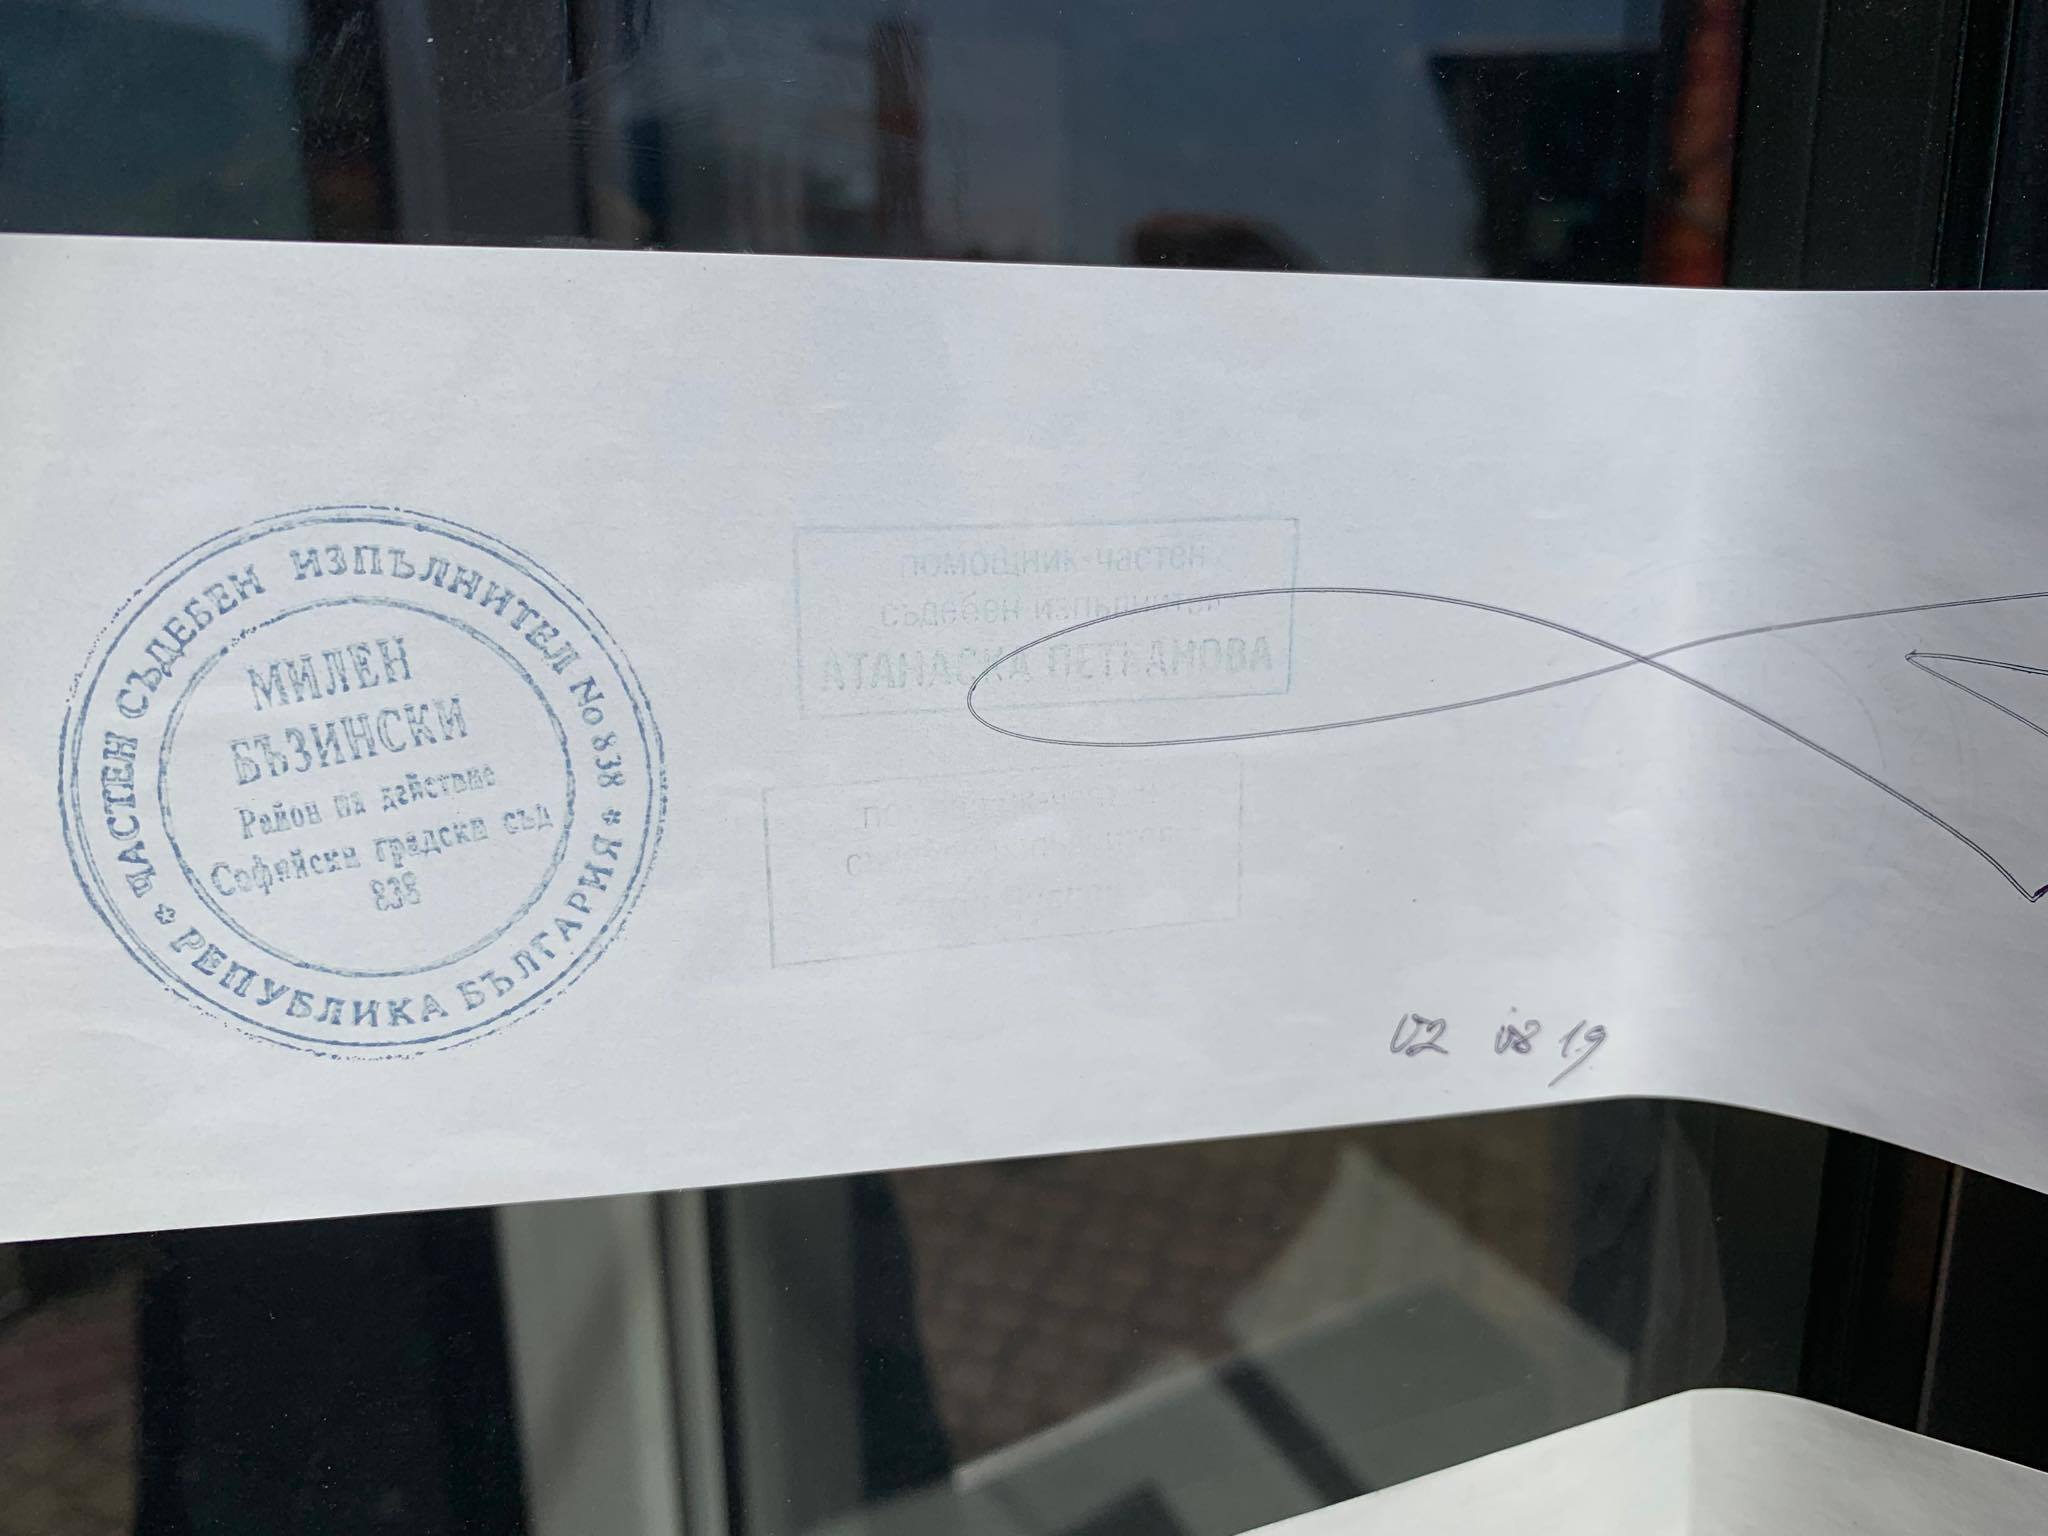 ЧАСТЕН СЪДЕБЕН ИЗПЪЛНИТЕЛ No 838
* РЕПУБЛИКА БЪЛГАРИЯ *
МИЛЕН
БЪЗИНСКИ
Район на действие
Софийски градски съд
838
помощник-частен
съдебен изпълнител
АТАНАСКА ПЕТКАНОВА
02 08 19